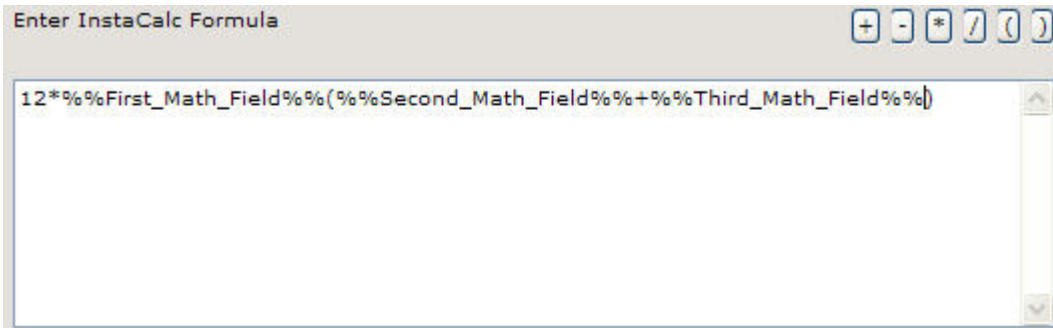 Enter InstaCalc Formula + - * / ( )
12*%%First_Math_Field%%(%%Second_Math_Field%%+%%Third_Math_Field%%)